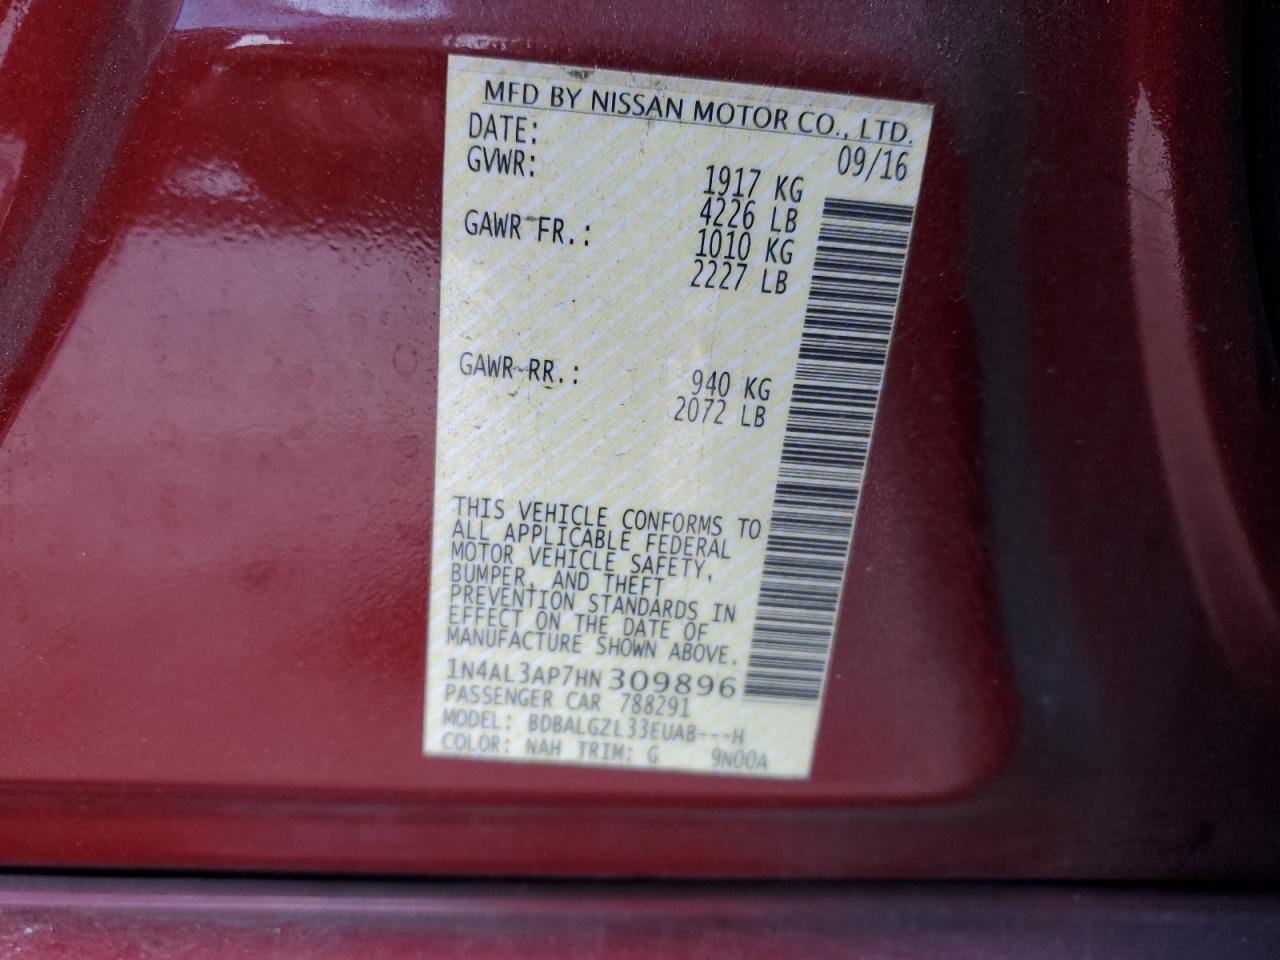 MFD BY NISSAN MOTOR CO., LTD.
DATE: 09/16
GVWR: 1917 KG
4226 LB
GAWR FR.: 1010 KG
2227 LB
GAWR RR.: 940 KG
2072 LB
THIS VEHICLE CONFORMS TO
ALL APPLICABLE FEDERAL
MOTOR VEHICLE SAFETY,
BUMPER, AND THEFT
PREVENTION STANDARDS IN
EFFECT ON THE DATE OF
MANUFACTURE SHOWN ABOVE.
1N4AL3AP7HN309896
PASSENGER CAR 788291
MODEL: BDBALGZL33EUAB---H
COLOR: NAH TRIM: G 9N00A